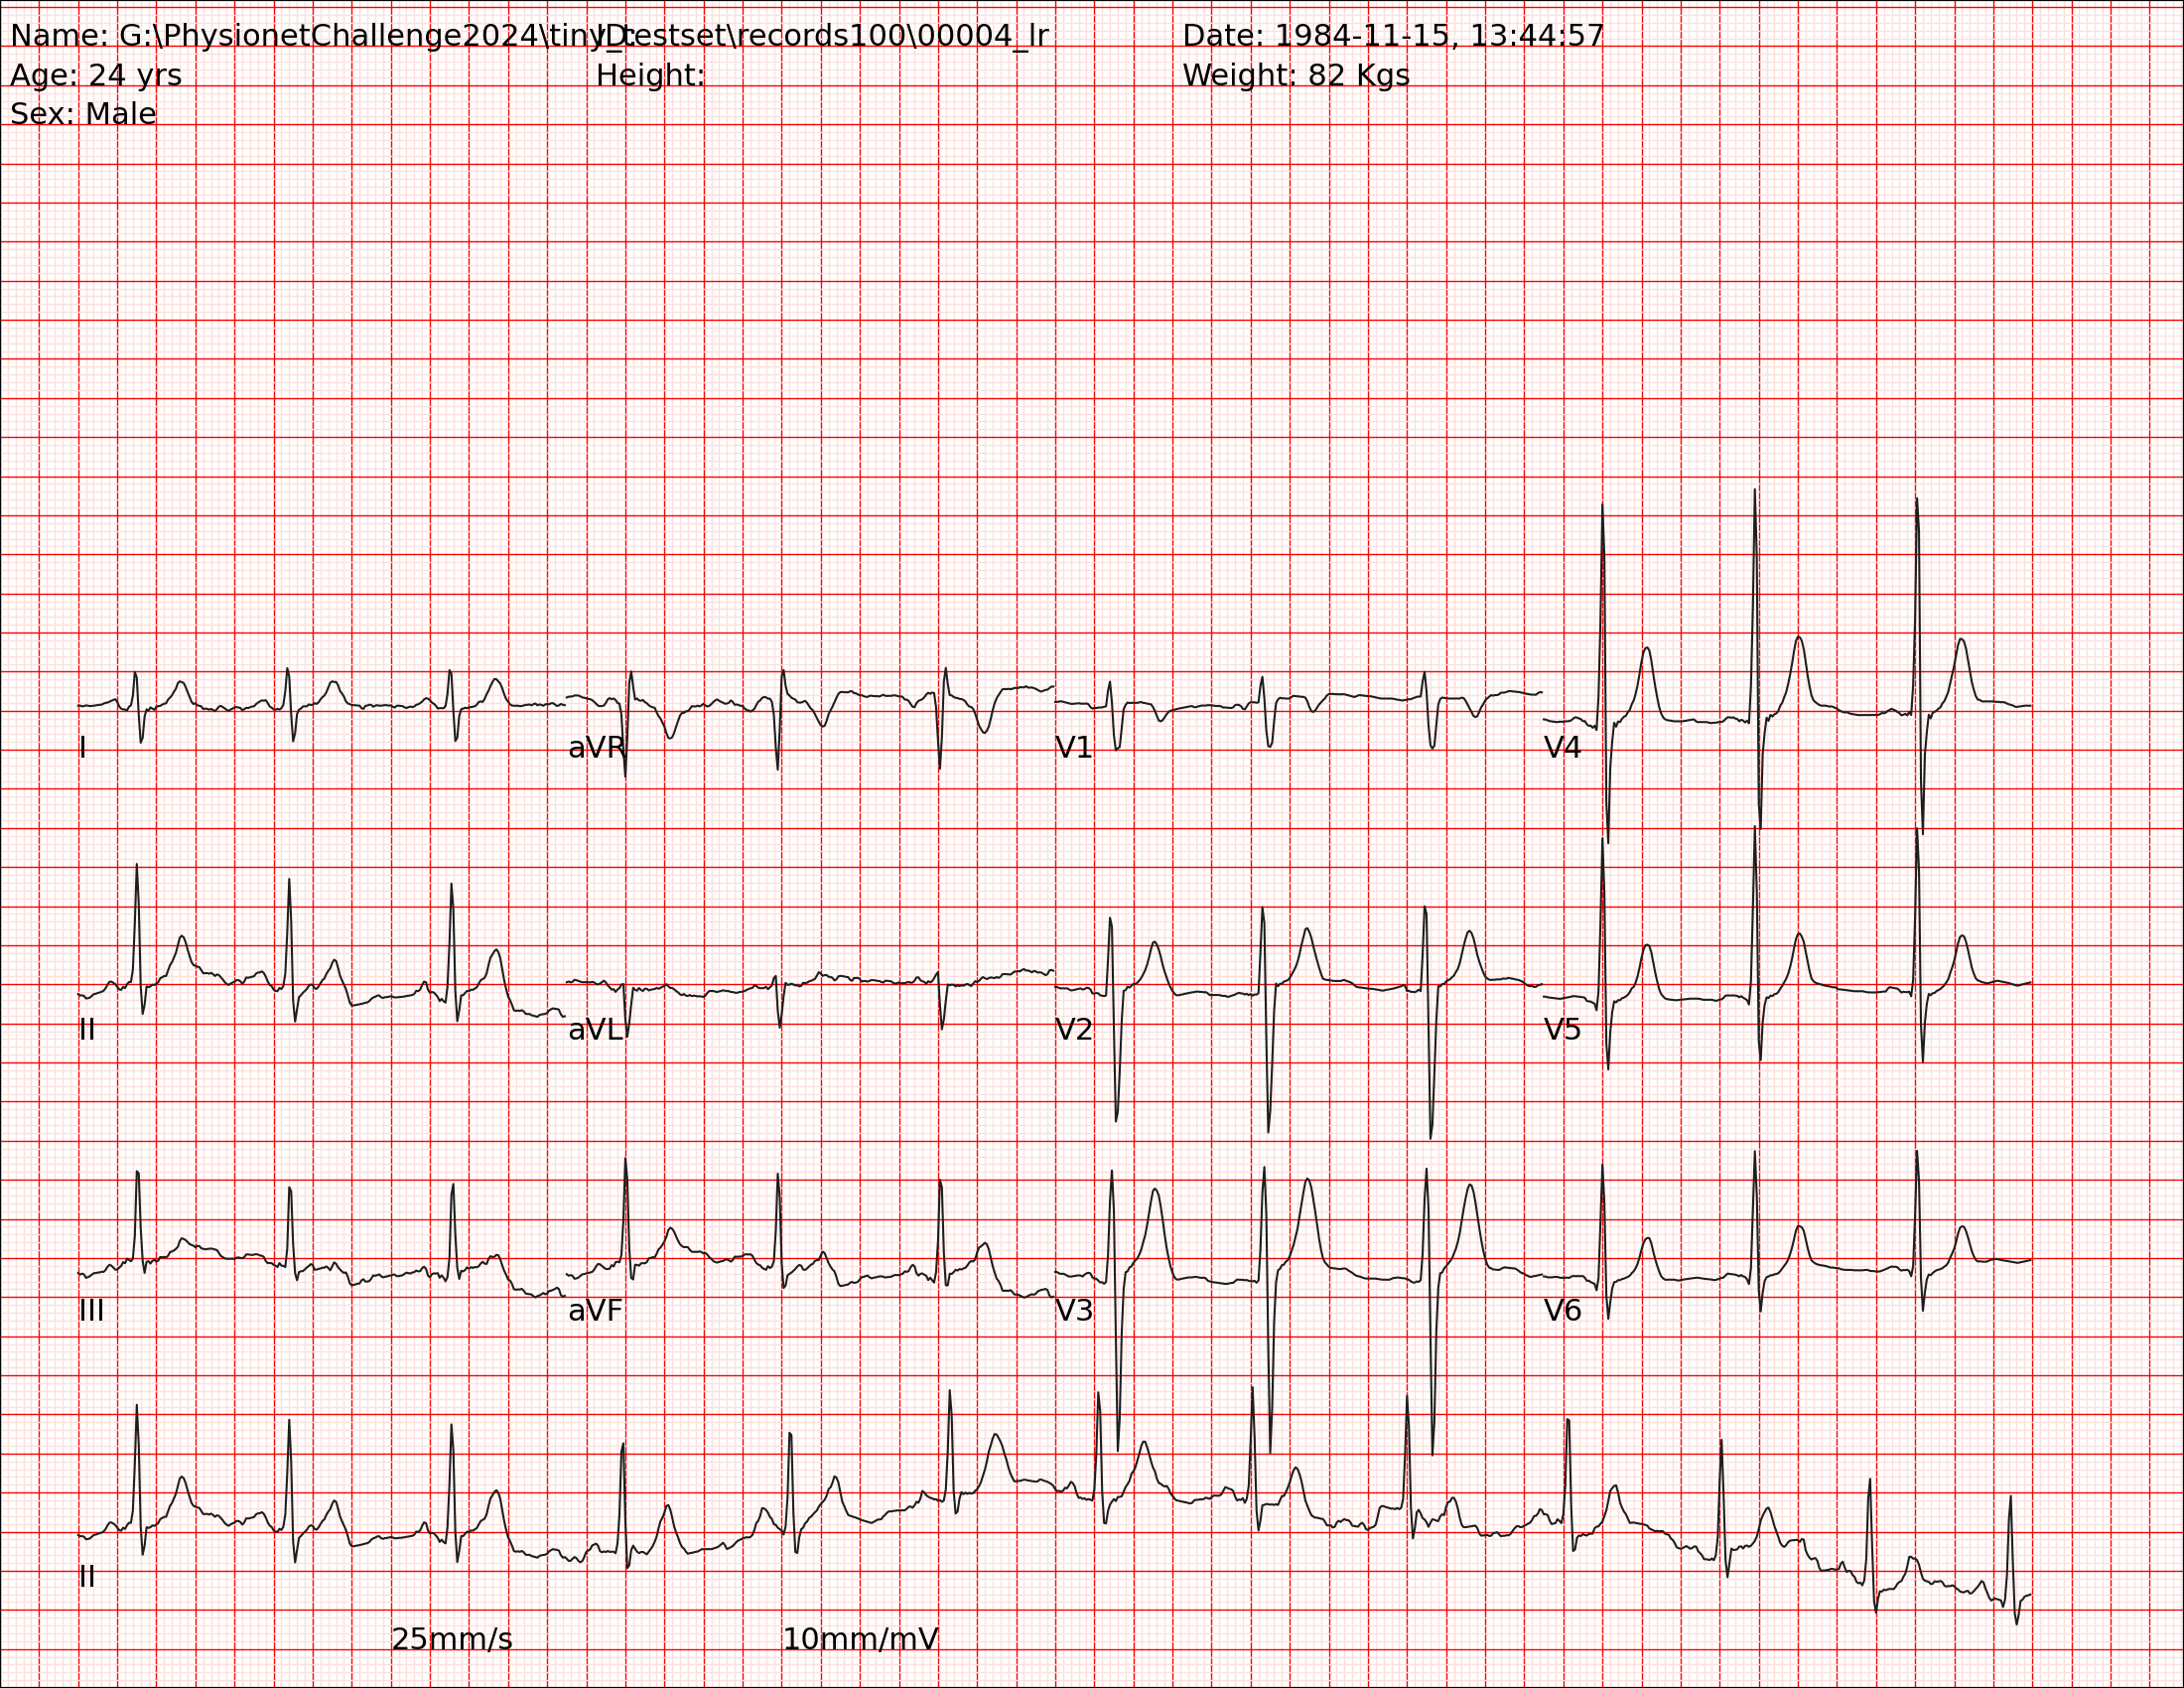 Name: G:\PhysionetChallenge2024\tiny_testset\records100\00004_lr ID: Date: 1984-11-15, 13:44:57
Age: 24 yrs Height: Weight: 82 Kgs
Sex: Male
I aVR V1 V4
II aVL V2 V5
III aVF V3 V6
II
25mm/s 10mm/mV